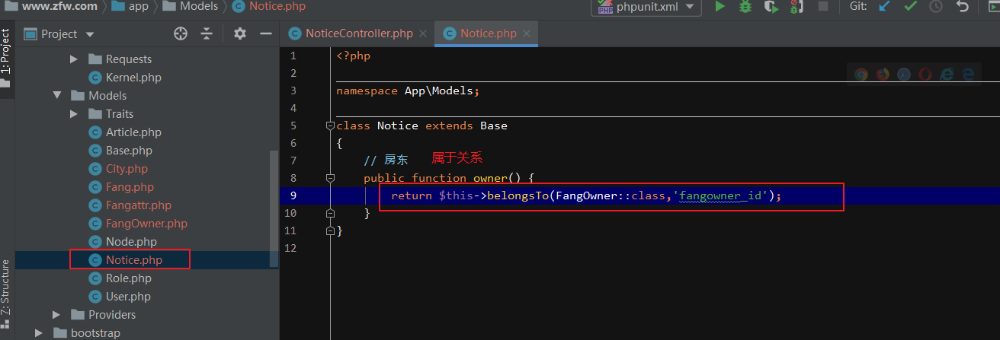 www.zfw.com app Models Notice.php phpunit.xml Git:
1: Project
Project
NoticeController.php Notice.php
Requests
Kernel.php
Models
Traits
Article.php
Base.php
City.php
Fang.php
Fangattr.php
FangOwner.php
Node.php
Notice.php
Role.php
User.php
Providers
bootstrap
7: Structure
1 <?php
2
3 namespace App\Models;
4
5 class Notice extends Base
6 {
7 // 房东 属于关系
8 public function owner() {
9 return $this->belongsTo(FangOwner::class,'fangowner_id');
10 }
11 }
12